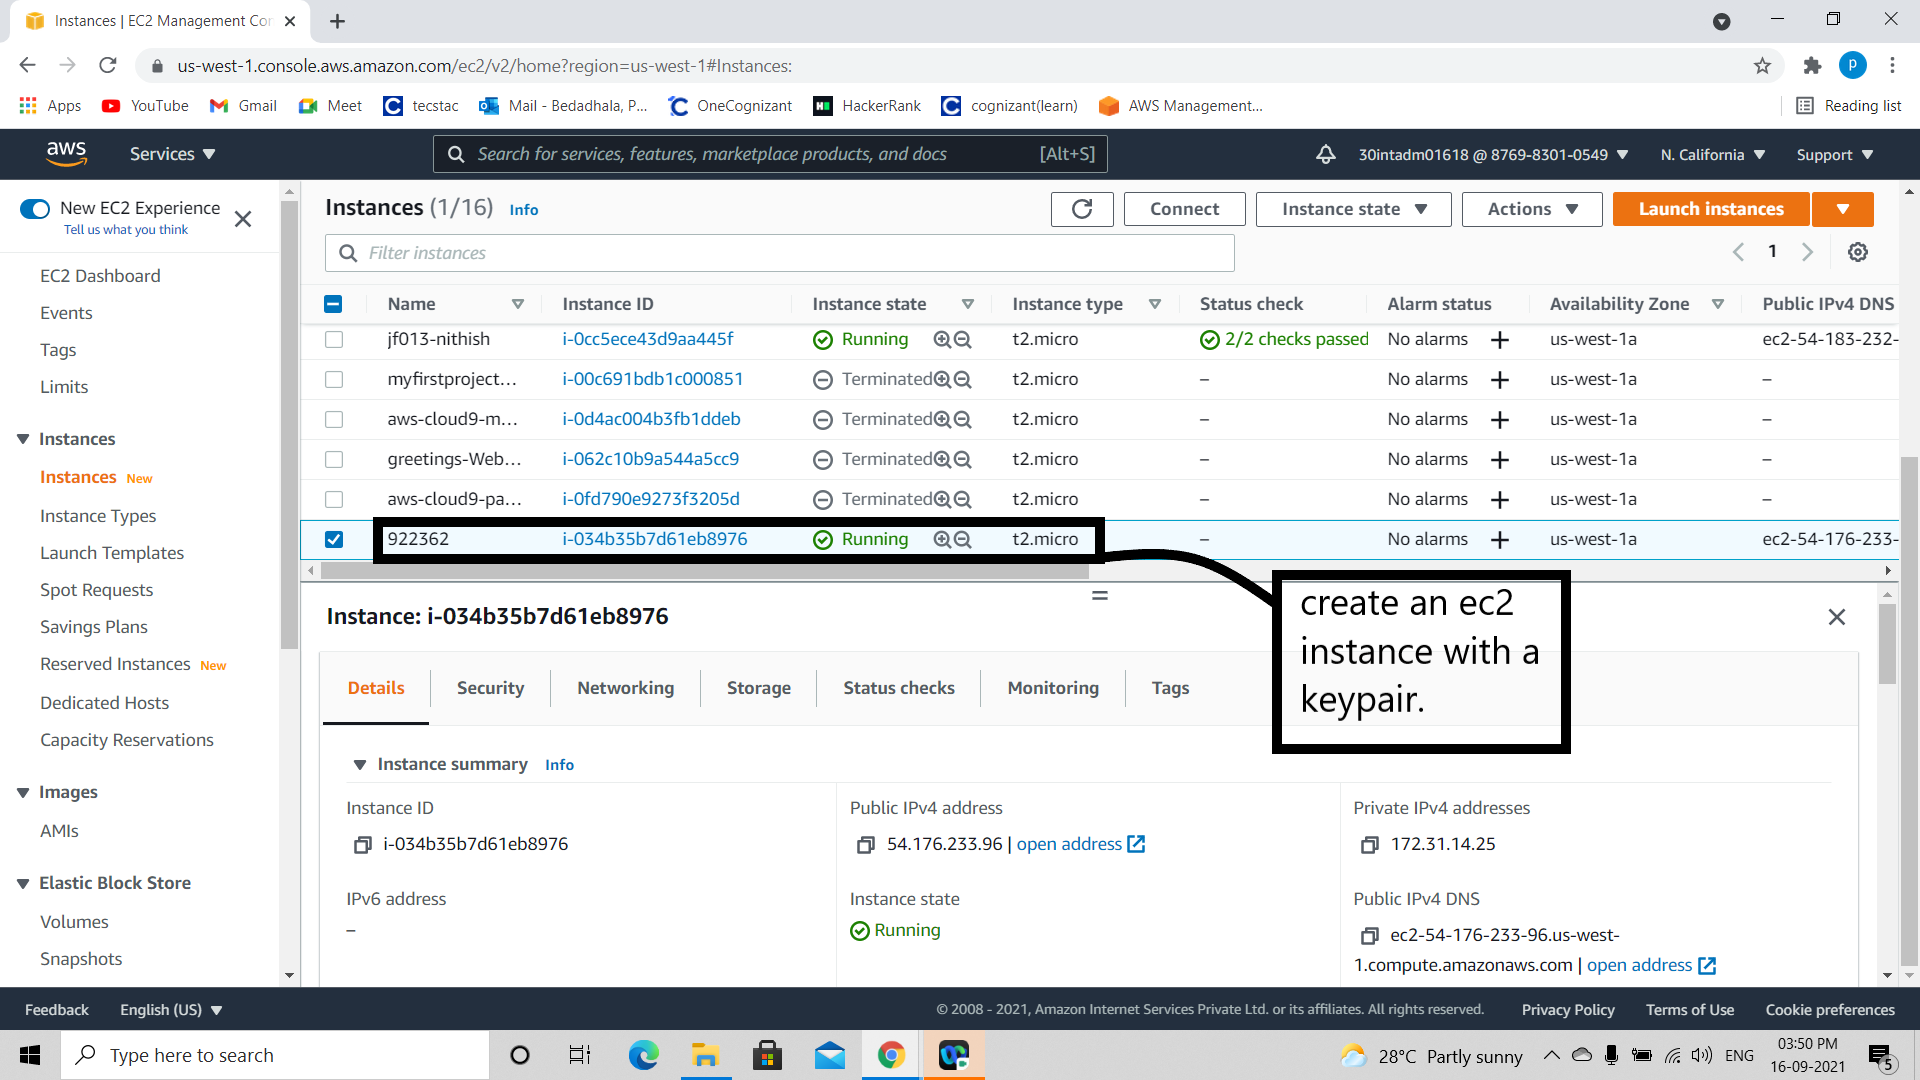 Instances | EC2 Management Con
us-west-1.console.aws.amazon.com/ec2/v2/home?region=us-west-1#Instances:
P
Apps YouTube Gmail Meet tecstac Mail - Bedadhala, P... OneCognizant HackerRank cognizant(learn) AWS Management... Reading list
aws Services Search for services, features, marketplace products, and docs [Alt+S] 30intadm01618 @ 8769-8301-0549 N. California Support
New EC2 Experience
Tell us what you think
EC2 Dashboard
Events
Tags
Limits
Instances
Instances New
Instance Types
Launch Templates
Spot Requests
Savings Plans
Reserved Instances New
Dedicated Hosts
Capacity Reservations
Images
AMIs
Elastic Block Store
Volumes
Snapshots
Instances (1/16) Info Connect Instance state Actions Launch instances
Filter instances 1
Name Instance ID Instance state Instance type Status check Alarm status Availability Zone Public IPv4 DNS
jf013-nithish i-0cc5ece43d9aa445f Running t2.micro 2/2 checks passed No alarms + us-west-1a ec2-54-183-232-
myfirstproject... i-00c691bdb1c000851 Terminated t2.micro – No alarms + us-west-1a –
aws-cloud9-m... i-0d4ac004b3fb1ddeb Terminated t2.micro – No alarms + us-west-1a –
greetings-Web... i-062c10b9a544a5cc9 Terminated t2.micro – No alarms + us-west-1a –
aws-cloud9-pa... i-0fd790e9273f3205d Terminated t2.micro – No alarms + us-west-1a –
922362 i-034b35b7d61eb8976 Running t2.micro – No alarms + us-west-1a ec2-54-176-233-
create an ec2
instance with a
keypair.
Instance: i-034b35b7d61eb8976
Details Security Networking Storage Status checks Monitoring Tags
Instance summary Info
Instance ID
i-034b35b7d61eb8976
Public IPv4 address
54.176.233.96 | open address
Private IPv4 addresses
172.31.14.25
IPv6 address
–
Instance state
Running
Public IPv4 DNS
ec2-54-176-233-96.us-west-
1.compute.amazonaws.com | open address
Feedback English (US) © 2008 - 2021, Amazon Internet Services Private Ltd. or its affiliates. All rights reserved. Privacy Policy Terms of Use Cookie preferences
Type here to search 28°C Partly sunny ENG 03:50 PM
16-09-2021
5